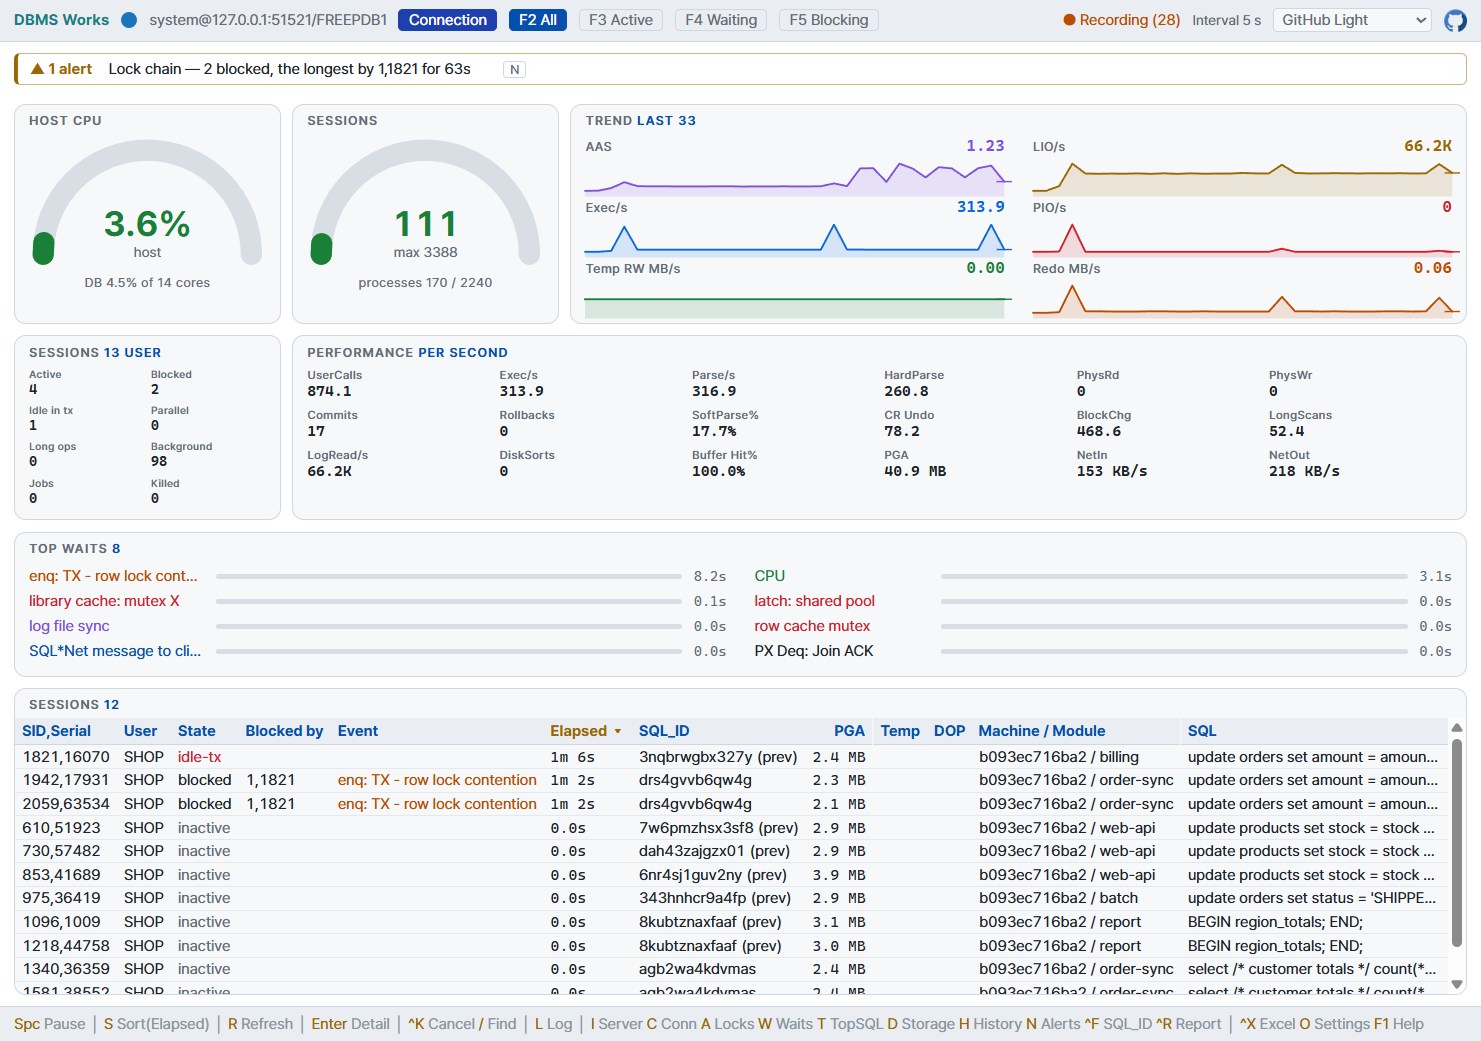 DBMS Works system@127.0.0.1:51521/FREEPDB1 Connection F2 All F3 Active F4 Waiting F5 Blocking Recording (28) Interval 5 s GitHub Light
1 alert Lock chain — 2 blocked, the longest by 1,1821 for 63s N
HOST CPU
3.6%
host
DB 4.5% of 14 cores
SESSIONS
111
max 3388
processes 170 / 2240
TREND LAST 33
AAS 1.23
LIO/s 66.2K
Exec/s 313.9
PIO/s 0
Temp RW MB/s 0.00
Redo MB/s 0.06
SESSIONS 13 USER
Active Blocked
4 2
Idle in tx Parallel
1 0
Long ops Background
0 98
Jobs Killed
0 0
PERFORMANCE PER SECOND
UserCalls Exec/s Parse/s HardParse PhysRd PhysWr
874.1 313.9 316.9 260.8 0 0
Commits Rollbacks SoftParse% CR Undo BlockChg LongScans
17 0 17.7% 78.2 468.6 52.4
LogRead/s DiskSorts Buffer Hit% PGA NetIn NetOut
66.2K 0 100.0% 40.9 MB 153 KB/s 218 KB/s
TOP WAITS 8
enq: TX - row lock cont... 8.2s CPU 3.1s
library cache: mutex X 0.1s latch: shared pool 0.0s
log file sync 0.0s row cache mutex 0.0s
SQL*Net message to cli... 0.0s PX Deq: Join ACK 0.0s
SESSIONS 12
SID,Serial User State Blocked by Event Elapsed SQL_ID PGA Temp DOP Machine / Module SQL
1821,16070 SHOP idle-tx 1m 6s 3nqbrwgbx327y (prev) 2.4 MB b093ec716ba2 / billing update orders set amount = amoun...
1942,17931 SHOP blocked 1,1821 enq: TX - row lock contention 1m 2s drs4gvvb6qw4g 2.3 MB b093ec716ba2 / order-sync update orders set amount = amoun...
2059,63534 SHOP blocked 1,1821 enq: TX - row lock contention 1m 2s drs4gvvb6qw4g 2.1 MB b093ec716ba2 / order-sync update orders set amount = amoun...
610,51923 SHOP inactive 0.0s 7w6pmzhsx3sf8 (prev) 2.9 MB b093ec716ba2 / web-api update products set stock = stock ...
730,57482 SHOP inactive 0.0s dah43zajgzx01 (prev) 2.9 MB b093ec716ba2 / web-api update products set stock = stock ...
853,41689 SHOP inactive 0.0s 6nr4sj1guv2ny (prev) 3.9 MB b093ec716ba2 / web-api update products set stock = stock ...
975,36419 SHOP inactive 0.0s 343hnhcr9a4fp (prev) 2.9 MB b093ec716ba2 / batch update orders set status = 'SHIPPE...
1096,1009 SHOP inactive 0.0s 8kubtznaxfaaf (prev) 3.1 MB b093ec716ba2 / report BEGIN region_totals; END;
1218,44758 SHOP inactive 0.0s 8kubtznaxfaaf (prev) 3.0 MB b093ec716ba2 / report BEGIN region_totals; END;
1340,36359 SHOP inactive 0.0s agb2wa4kdvmas 2.4 MB b093ec716ba2 / order-sync select /* customer totals */ count(*...
1581,38552 SHOP inactive 0.0s agb2wa4kdvmas 2.4 MB b093ec716ba2 / order-sync select /* customer totals */ count(*...
Spc Pause | S Sort(Elapsed) | R Refresh | Enter Detail | ^K Cancel / Find | L Log | I Server C Conn A Locks W Waits T TopSQL D Storage H History N Alerts ^F SQL_ID ^R Report | ^X Excel O Settings F1 Help